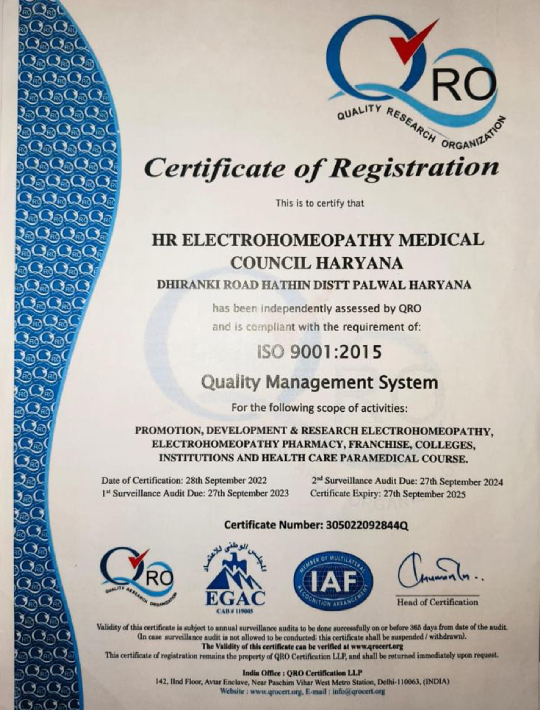 QRO
QUALITY RESEARCH ORGANIZATION
Certificate of Registration
This is to certify that
HR ELECTROHOMEOPATHY MEDICAL
COUNCIL HARYANA
DHIRANKI ROAD HATHIN DISTT PALWAL HARYANA
has been independently assessed by QRO
and is compliant with the requirement of:
ISO 9001:2015
Quality Management System
For the following scope of activities:
PROMOTION, DEVELOPMENT & RESEARCH ELECTROHOMEOPATHY,
ELECTROHOMEOPATHY PHARMACY, FRANCHISE, COLLEGES,
INSTITUTIONS AND HEALTH CARE PARAMEDICAL COURSE.
Date of Certification: 28th September 2022 2nd Surveillance Audit Due: 27th September 2024
1st Surveillance Audit Due: 27th September 2023 Certificate Expiry: 27th September 2025
Certificate Number: 305022092844Q
QRO
QUALITY RESEARCH ORGANIZATION
EGAC
CAB # 119005
MEMBER OF MULTILATERAL
IAF
RECOGNITION ARRANGEMENT
Head of Certification
Validity of this certificate is subject to annual surveillance audits to be done successfully on or before 365 days from date of the audit.
(In case surveillance audit is not allowed to be conducted; this certificate shall be suspended / withdrawn).
The Validity of this certificate can be verified at www.qrocert.org
This certificate of registration remains the property of QRO Certification LLP, and shall be returned immediately upon request.
India Office : QRO Certification LLP
142, IInd Floor, Avtar Enclave, Near Paschim Vihar West Metro Station, Delhi-110063, (INDIA)
Website : www.qrocert.org, E-mail : info@qrocert.org